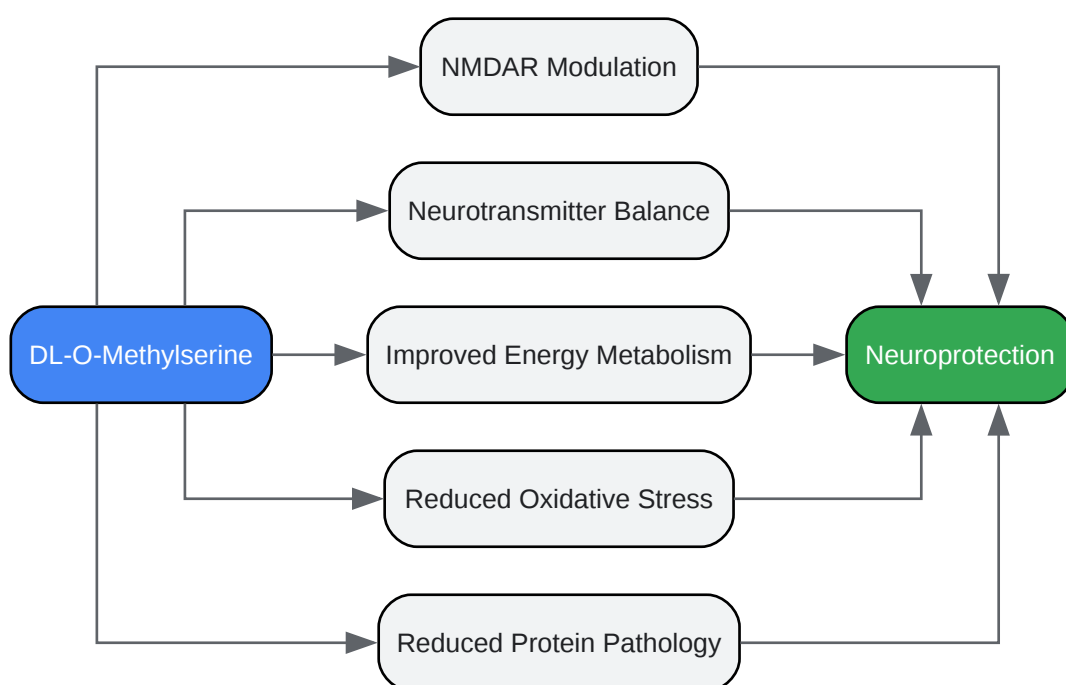 NMDAR Modulation
Neurotransmitter Balance
DL-O-Methylserine
Improved Energy Metabolism
Neuroprotection
Reduced Oxidative Stress
Reduced Protein Pathology